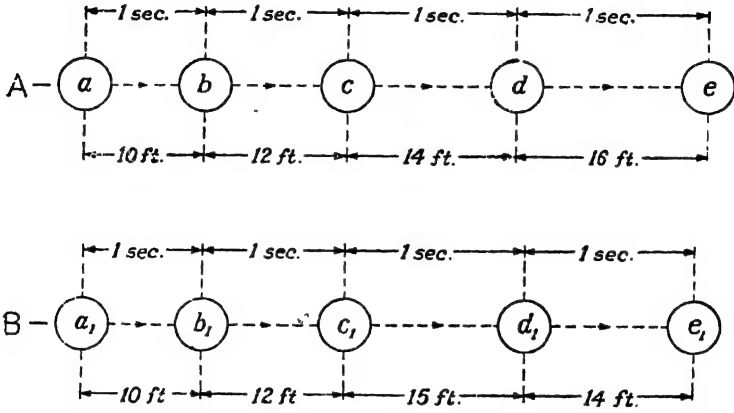 1 sec. 1 sec. 1 sec. 1 sec.
A a b c d e
10 ft. 12 ft. 14 ft. 16 ft.
1 sec. 1 sec. 1 sec. 1 sec.
B a₁ b₁ c₁ d₁ e₁
10 ft 12 ft. 15 ft. 14 ft.